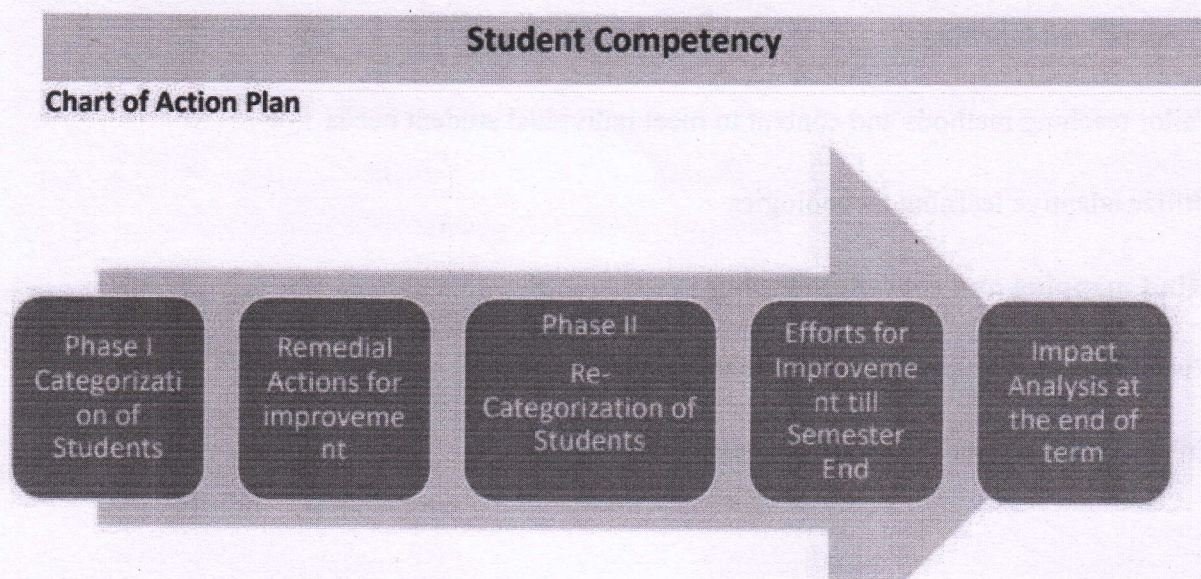 Student Competency
Chart of Action Plan
Phase I
Categorizati
on of
Students
Remedial
Actions for
improveme
nt
Phase II
Re-
Categorization of
Students
Efforts for
Improveme
nt till
Semester
End
Impact
Analysis at
the end of
term